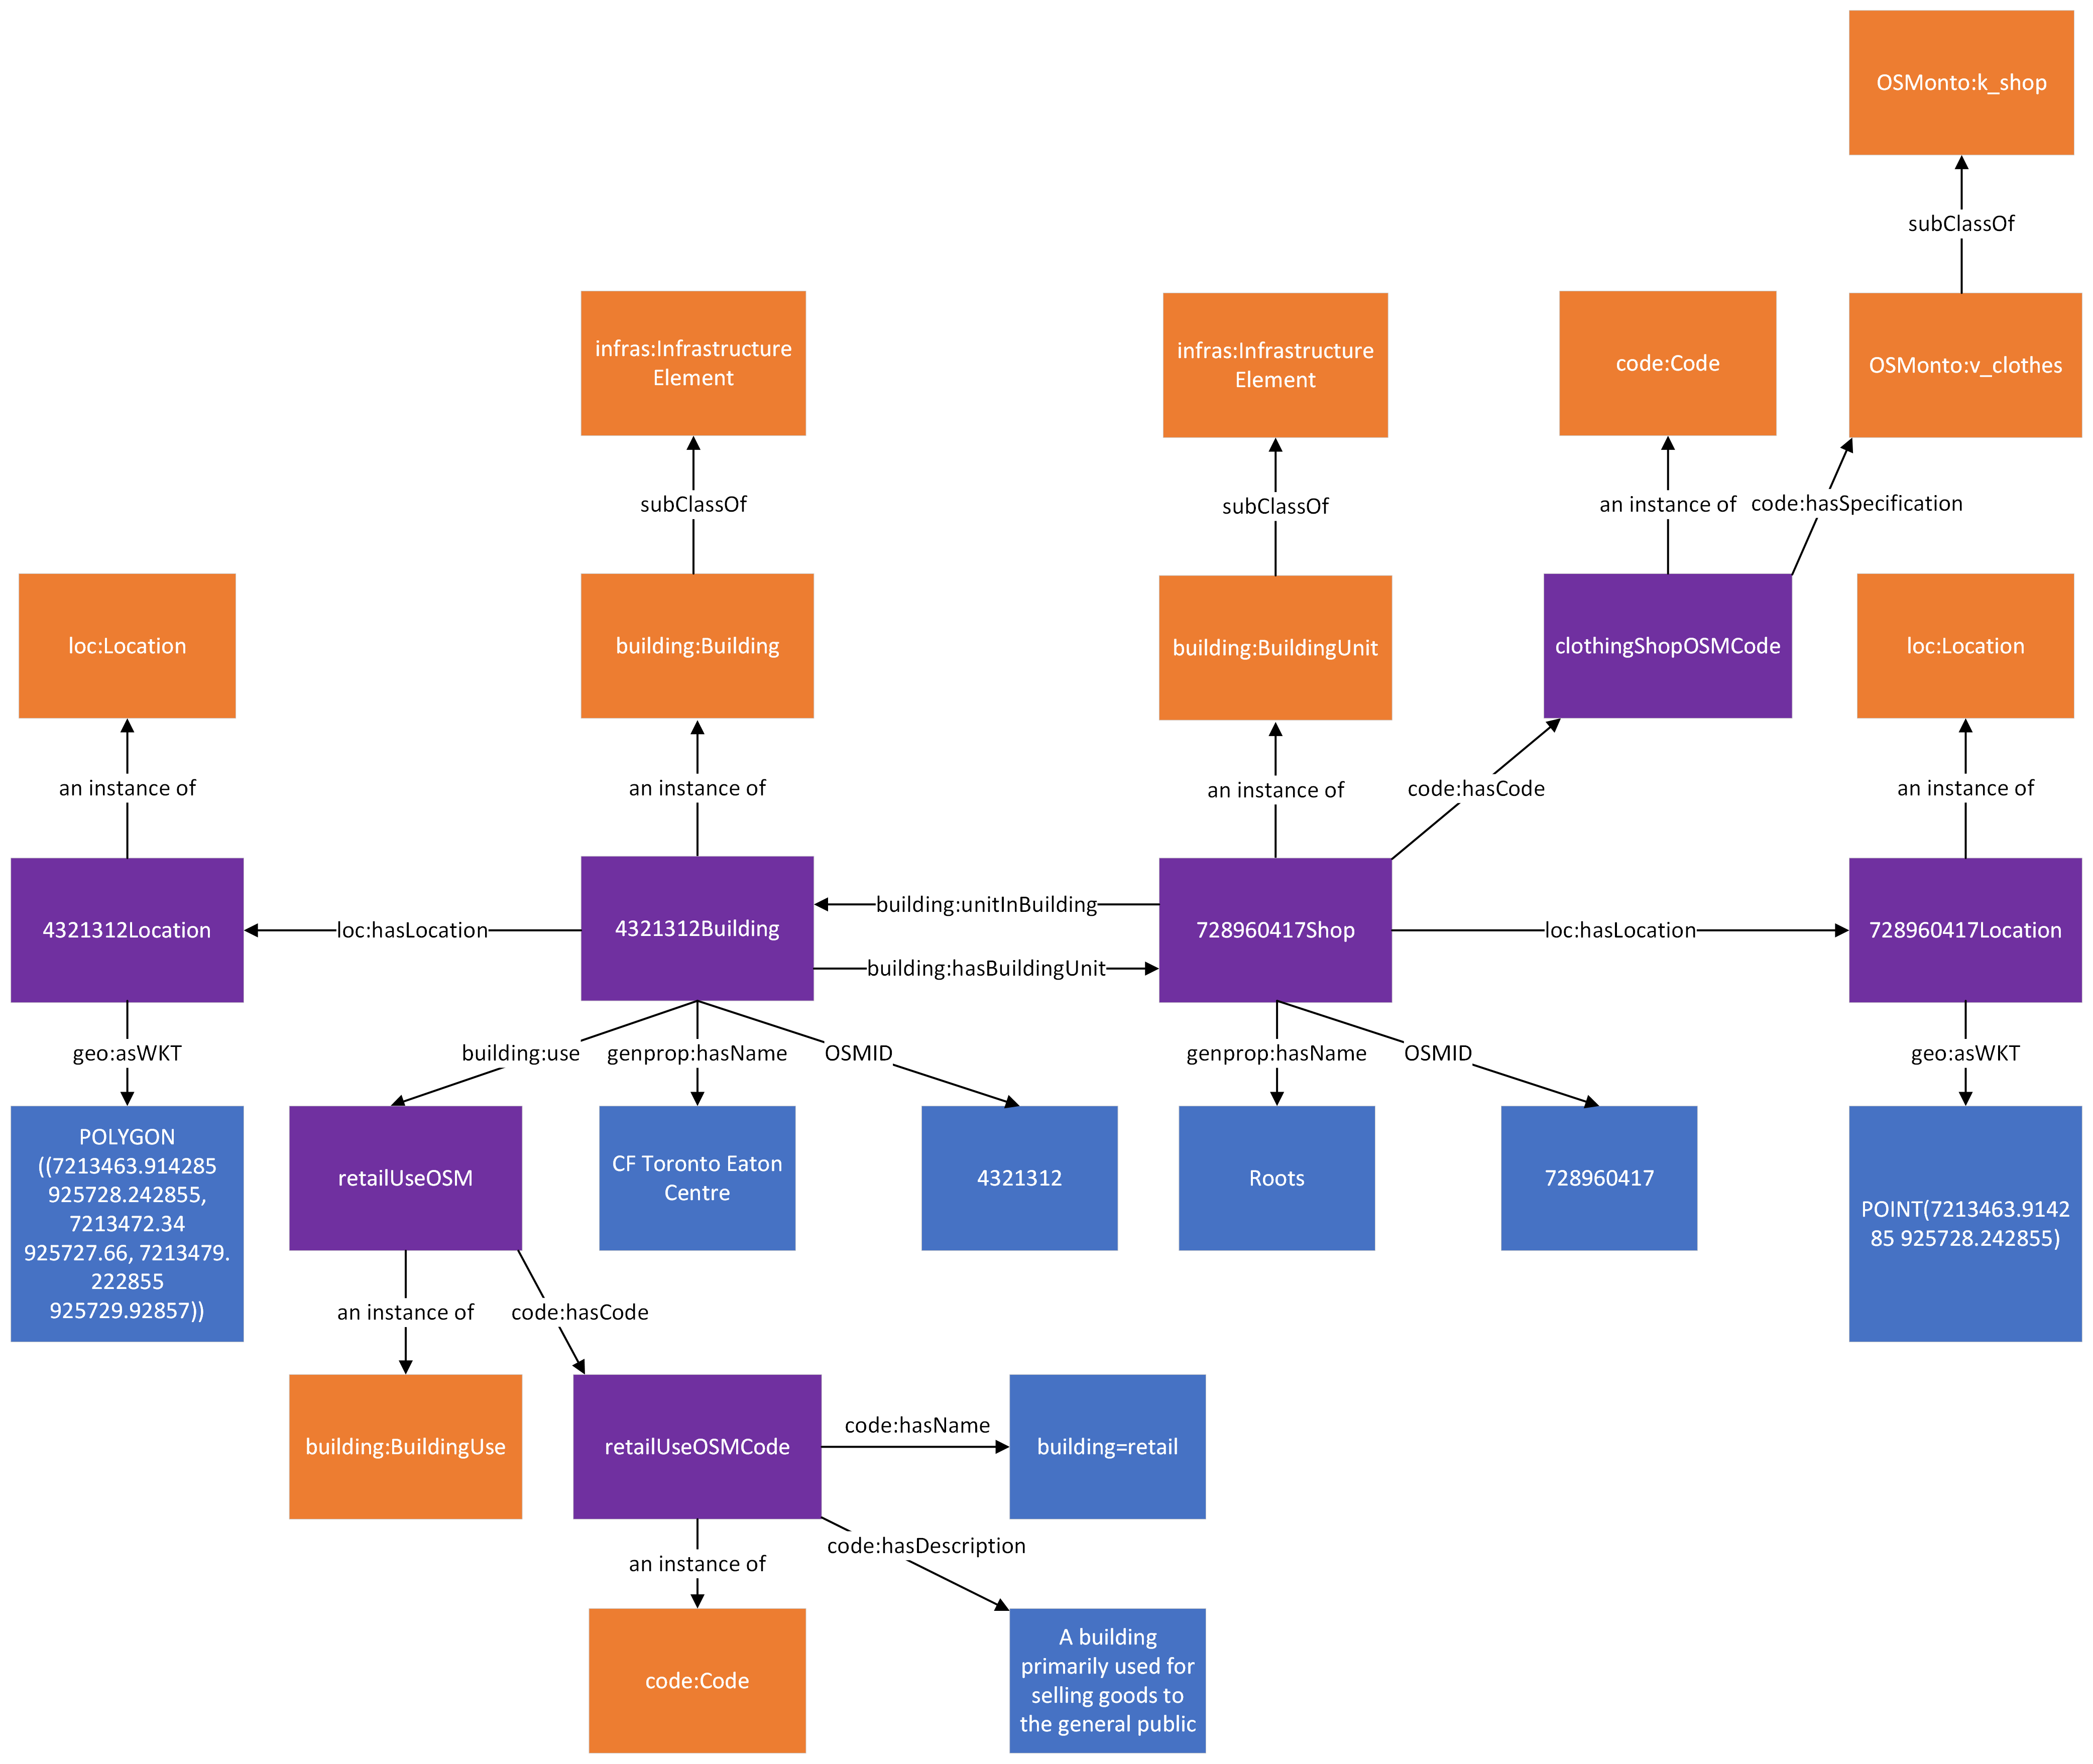 OSMonto:k_shop
subClassOf
infras:Infrastructure
Element
infras:Infrastructure
Element
code:Code
OSMonto:v_clothes
subClassOf
subClassOf
an instance of
code:hasSpecification
loc:Location
building:Building
building:BuildingUnit
clothingShopOSMCode
loc:Location
an instance of
an instance of
an instance of
code:hasCode
an instance of
4321312Location
loc:hasLocation
4321312Building
building:unitInBuilding
building:hasBuildingUnit
728960417Shop
loc:hasLocation
728960417Location
geo:asWKT
building:use
genprop:hasName
OSMID
genprop:hasName
OSMID
geo:asWKT
POLYGON
((7213463.914285
925728.242855,
7213472.34
925727.66, 7213479.
222855
925729.92857))
retailUseOSM
CF Toronto Eaton
Centre
4321312
Roots
728960417
POINT(7213463.9142
85 925728.242855)
an instance of
code:hasCode
building:BuildingUse
retailUseOSMCode
code:hasName
building=retail
an instance of
code:hasDescription
code:Code
A building
primarily used for
selling goods to
the general public